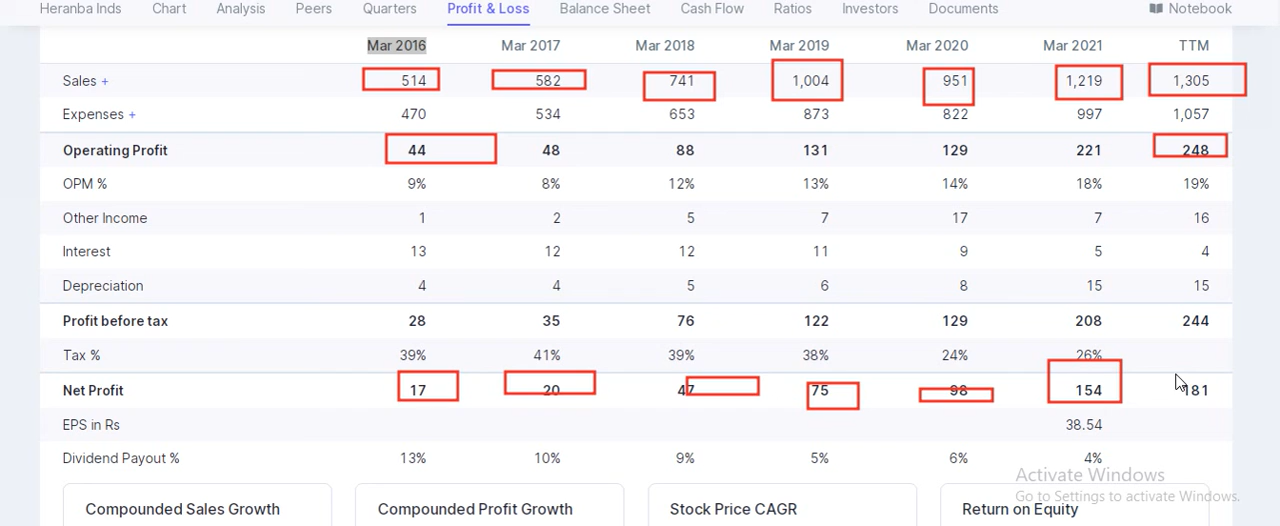 Heranba Inds Chart Analysis Peers Quarters Profit & Loss Balance Sheet Cash Flow Ratios Investors Documents Notebook
Mar 2016 Mar 2017 Mar 2018 Mar 2019 Mar 2020 Mar 2021 TTM
Sales + 514 582 741 1,004 951 1,219 1,305
Expenses + 470 534 653 873 822 997 1,057
Operating Profit 44 48 88 131 129 221 248
OPM % 9% 8% 12% 13% 14% 18% 19%
Other Income 1 2 5 7 17 7 16
Interest 13 12 12 11 9 5 4
Depreciation 4 4 5 6 8 15 15
Profit before tax 28 35 76 122 129 208 244
Tax % 39% 41% 39% 38% 24% 26%
Net Profit 17 20 47 75 98 154 181
EPS in Rs 38.54
Dividend Payout % 13% 10% 9% 5% 6% 4%
Activate Windows
Go to Settings to activate Windows.
Compounded Sales Growth Compounded Profit Growth Stock Price CAGR Return on Equity